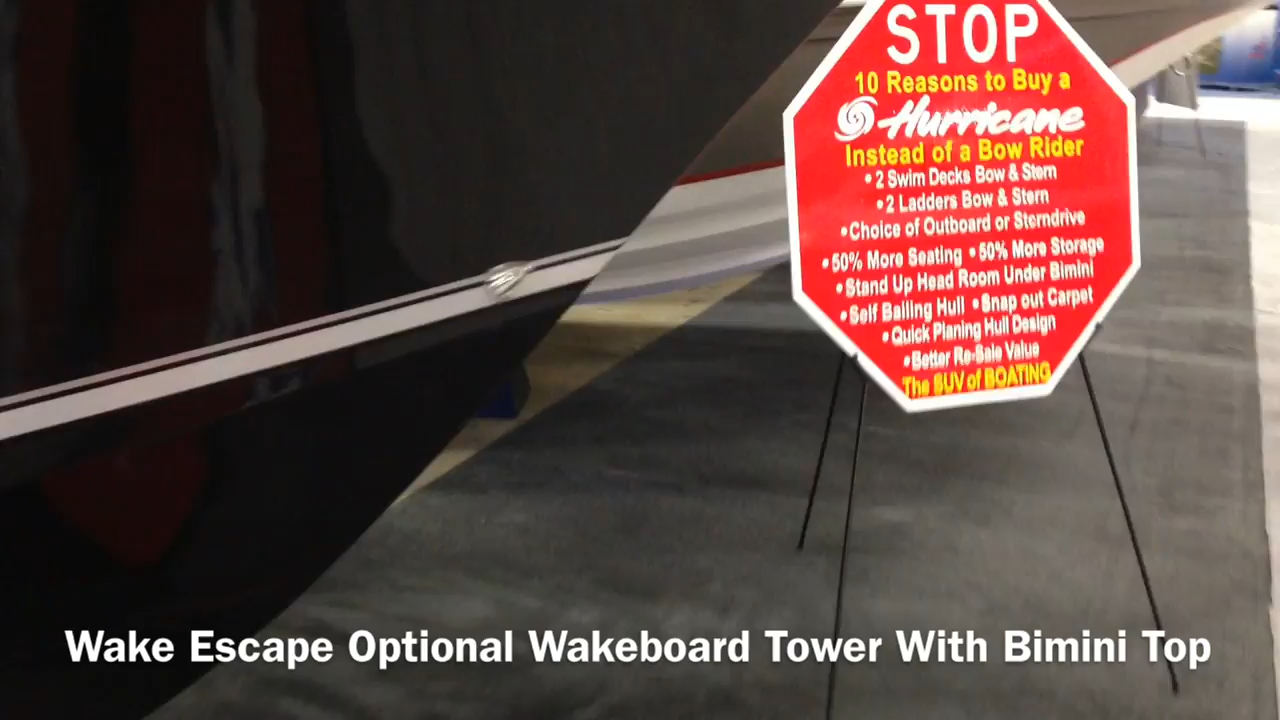 STOP
10 Reasons to Buy a
Hurricane
Instead of a Bow Rider
• 2 Swim Decks Bow & Stern
• 2 Ladders Bow & Stern
• Choice of Outboard or Sterndrive
• 50% More Seating • 50% More Storage
• Stand Up Head Room Under Bimini
• Self Bailing Hull • Snap out Carpet
• Quick Planing Hull Design
• Better Re-Sale Value
The SUV of BOATING
Wake Escape Optional Wakeboard Tower With Bimini Top